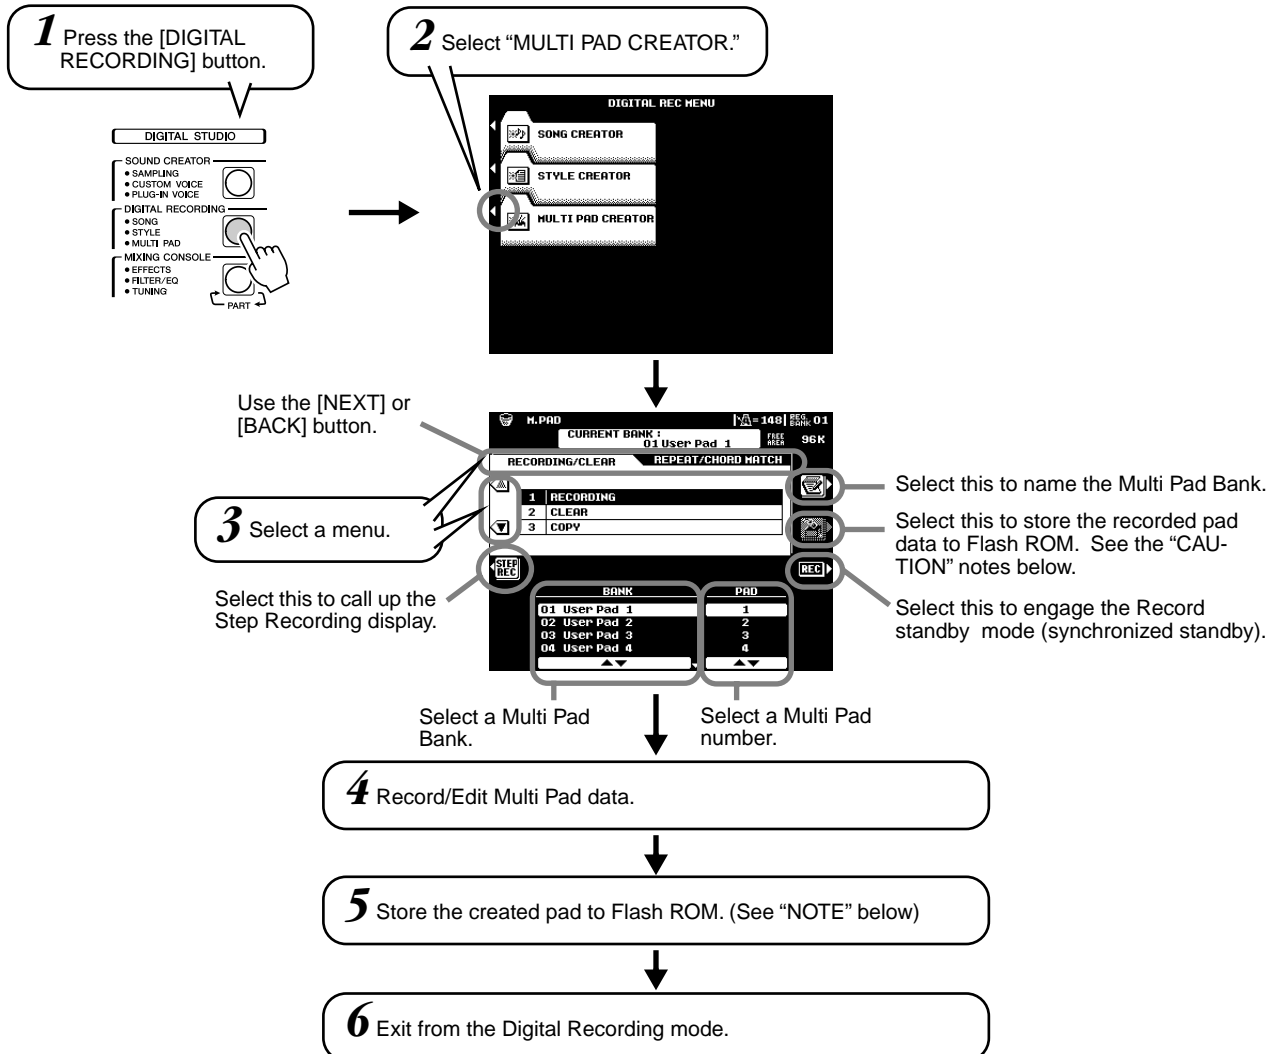 1 Press the [DIGITAL
RECORDING] button.
2 Select “MULTI PAD CREATOR.”
DIGITAL STUDIO
SOUND CREATOR
• SAMPLING
• CUSTOM VOICE
• PLUG-IN VOICE
DIGITAL RECORDING
• SONG
• STYLE
• MULTI PAD
MIXING CONSOLE
• EFFECTS
• FILTER/EQ
• TUNING
PART
DIGITAL REC MENU
SONG CREATOR
STYLE CREATOR
MULTI PAD CREATOR
Use the [NEXT] or
[BACK] button.
3 Select a menu.
Select this to call up the
Step Recording display.
M.PAD
=148
REG. BANK 01
CURRENT BANK :
01 User Pad 1
FREE AREA 96K
RECORDING/CLEAR
REPEAT/CHORD MATCH
1 RECORDING
2 CLEAR
3 COPY
STEP
REC
REC
BANK
PAD
01 User Pad 1
1
02 User Pad 2
2
03 User Pad 3
3
04 User Pad 4
4
Select this to name the Multi Pad Bank.
Select this to store the recorded pad
data to Flash ROM. See the “CAU-
TION” notes below.
Select this to engage the Record
standby mode (synchronized standby).
Select a Multi Pad
Bank.
Select a Multi Pad
number.
4 Record/Edit Multi Pad data.
5 Store the created pad to Flash ROM. (See “NOTE” below)
6 Exit from the Digital Recording mode.